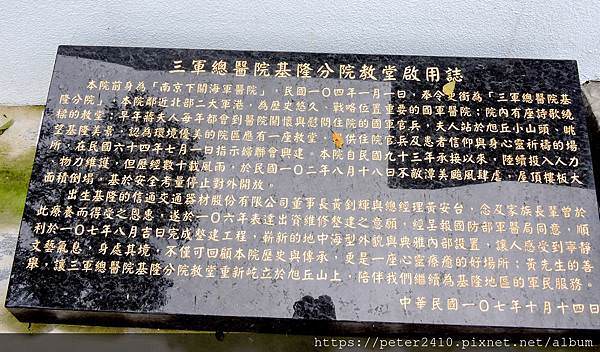 三軍總醫院基隆分院教堂啟用誌
本院前身為「南京下關海軍醫院」,民國一〇四年一月一日,奉令更銜為「三軍總醫院基
隆分院」。本院鄰近北部二大軍港,為歷史悠久、戰略位置重要的國軍醫院;院內有座詩歌繞
樑的教堂;早年蔣夫人每年都會到醫院關懷與慰問住院的國軍官兵,夫人站於旭丘小山頭,眺
望基隆美景,認為環境優美的院區應有一座教堂,供住院官兵及患者信仰與身心靈祈禱的場
所,在民國六十四年七月一日指示婦聯會興建。本院自民國九十三年承接以來,陸續投入人力
物力維護,但歷經數十載風雨,於民國一〇二年八月十八日不敵潭美颱風肆虐,屋頂樓板大
面積倒塌,基於安全考量停止對外開放。
出生基隆的信通交通器材股份有限公司董事長黃釗輝與總經理黃安台,念及家族長輩曾於
此療養而得受之恩惠,遂於一〇六年表達出資維修整建之意願,經呈報國防部軍醫局同意,順
利於一〇七年八月吉日完成整建工程,嶄新的地中海型外貌與典雅內部設置,讓人感受到寧靜
文藝氣息,身處其境,不僅可回顧本院歷史與傳承,更是一座心靈療癒的好場所;黃先生的善
舉,讓三軍總醫院基隆分院教堂重新屹立於旭丘山上,陪伴我們繼續為基隆地區的軍民服務。
中華民國一〇七年十月十四日
https://peter2410.pixnet.net/album